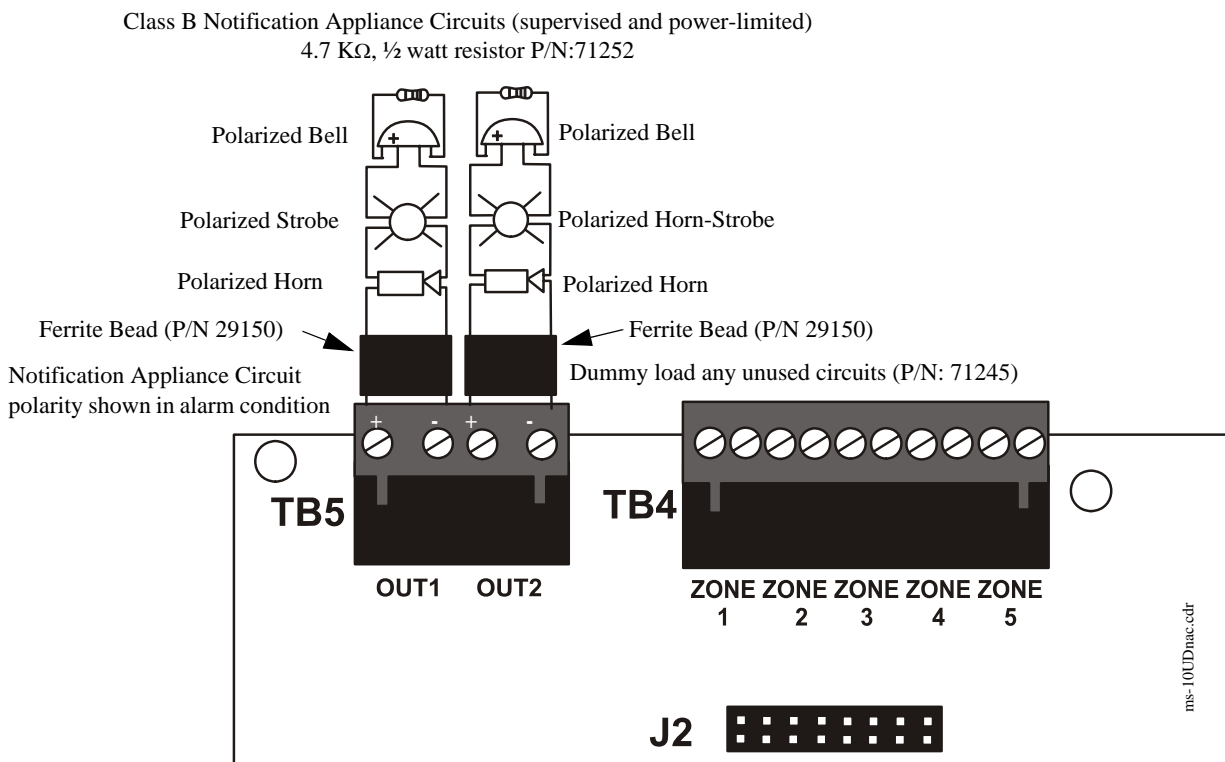 Class B Notification Appliance Circuits (supervised and power-limited)
4.7 KΩ, ½ watt resistor P/N:71252
Polarized Bell
+
+
Polarized Bell
Polarized Strobe
Polarized Horn-Strobe
Polarized Horn
Polarized Horn
Ferrite Bead (P/N 29150)
Ferrite Bead (P/N 29150)
Notification Appliance Circuit
polarity shown in alarm condition
Dummy load any unused circuits (P/N: 71245)
+ - + -
TB5
TB4
OUT1 OUT2
ZONE ZONE ZONE ZONE ZONE
1 2 3 4 5
J2
ms-10UDnac.cdr